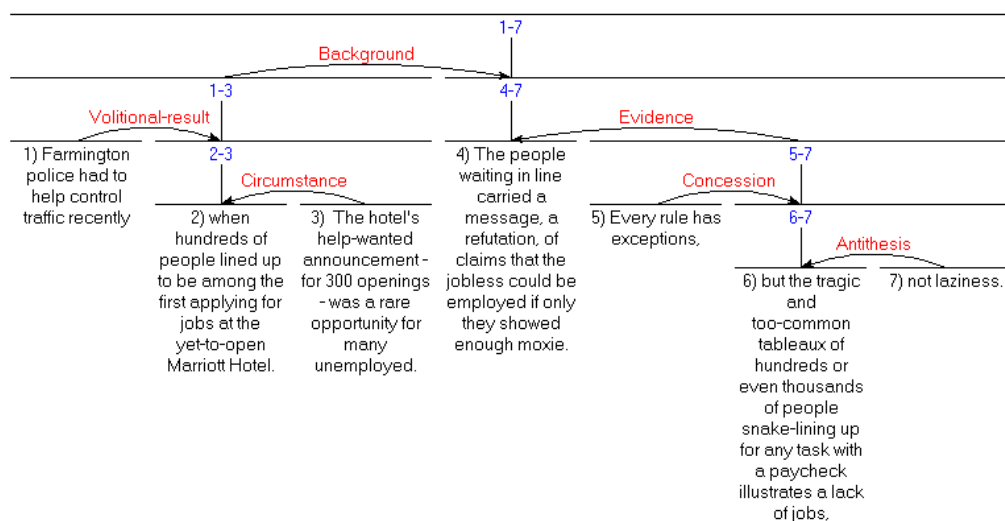 1-7
Background
1-3
4-7
Volitional-result
Evidence
1) Farmington
police had to
help control
traffic recently
2-3
Circumstance
2) when
hundreds of
people lined up
to be among the
first applying for
jobs at the
yet-to-open
Marriott Hotel.
3) The hotel's
help-wanted
announcement -
for 300 openings
- was a rare
opportunity for
many
unemployed.
4) The people
waiting in line
carried a
message, a
refutation, of
claims that the
jobless could be
employed if only
they showed
enough moxie.
5-7
Concession
5) Every rule has
exceptions,
6-7
Antithesis
6) but the tragic
and
too-common
tableaux of
hundreds or
even thousands
of people
snake-lining up
for any task with
a paycheck
illustrates a lack
of jobs,
7) not laziness.